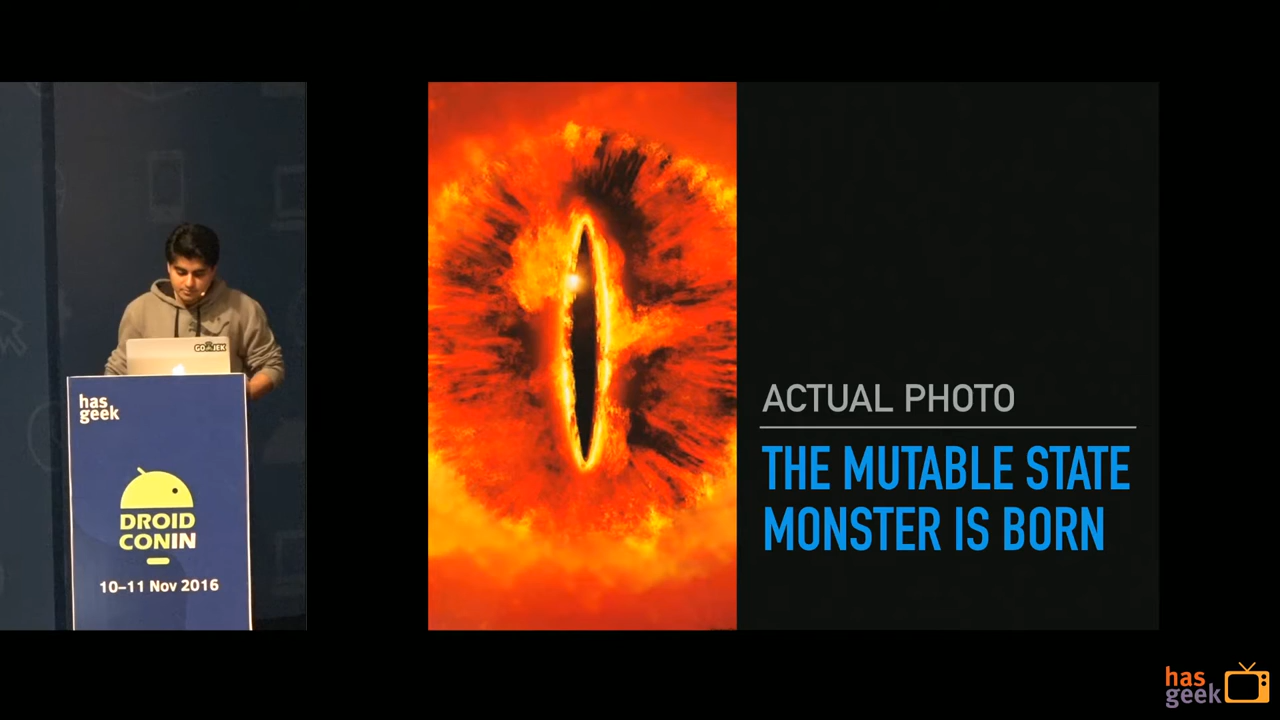 GO-JEK
has
geek
DROID
CONIN
10–11 Nov 2016
ACTUAL PHOTO
THE MUTABLE STATE
MONSTER IS BORN
has
geek